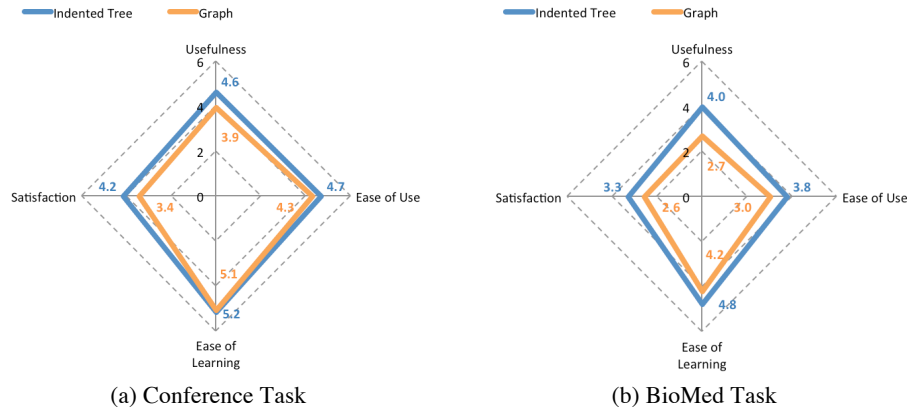 Indented Tree Graph
Usefulness
6
4.6
4
3.9
2
Satisfaction 4.2 3.4 0 4.3 4.7 Ease of Use
5.1
5.2
Ease of
Learning
(a) Conference Task
Indented Tree Graph
Usefulness
6
4.0
4
2.7
2
Satisfaction 3.3 2.6 0 3.0 3.8 Ease of Use
4.2
4.8
Ease of
Learning
(b) BioMed Task